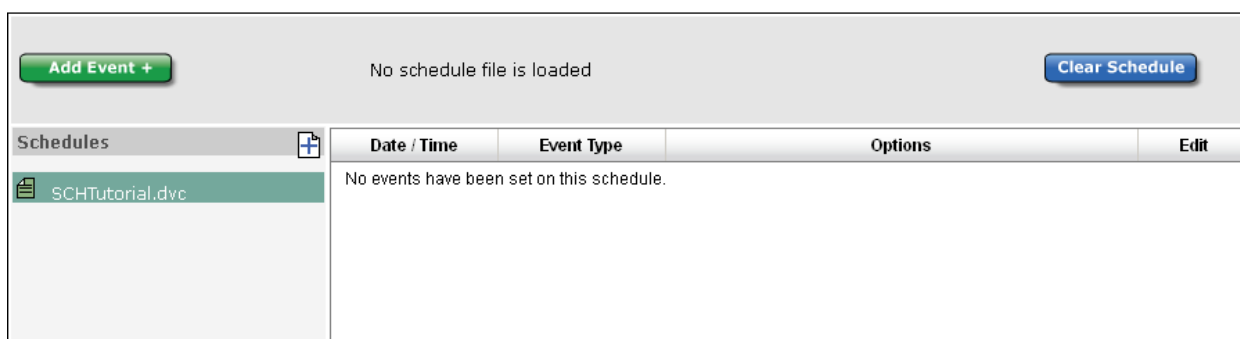 Add Event +
No schedule file is loaded
Clear Schedule
Schedules
Date / Time
Event Type
Options
Edit
SCHTutorial.dvc
No events have been set on this schedule.